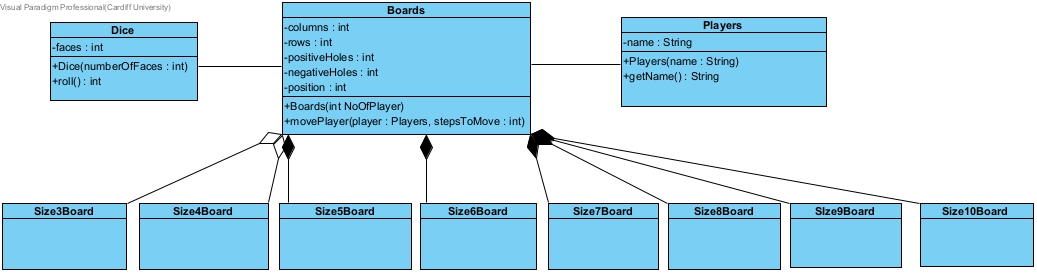 Visual Paradigm Professional(Cardiff University)
Dice
-faces : int
+Dice(numberOfFaces : int)
+roll() : int
Boards
-columns : int
-rows : int
-positiveHoles : int
-negativeHoles : int
-position : int
+Boards(int NoOfPlayer)
+movePlayer(player : Players, stepsToMove : int)
Players
-name : String
+Players(name : String)
+getName() : String
Size3Board
Size4Board
Size5Board
Size6Board
Size7Board
Size8Board
SIze9Board
Size10Board